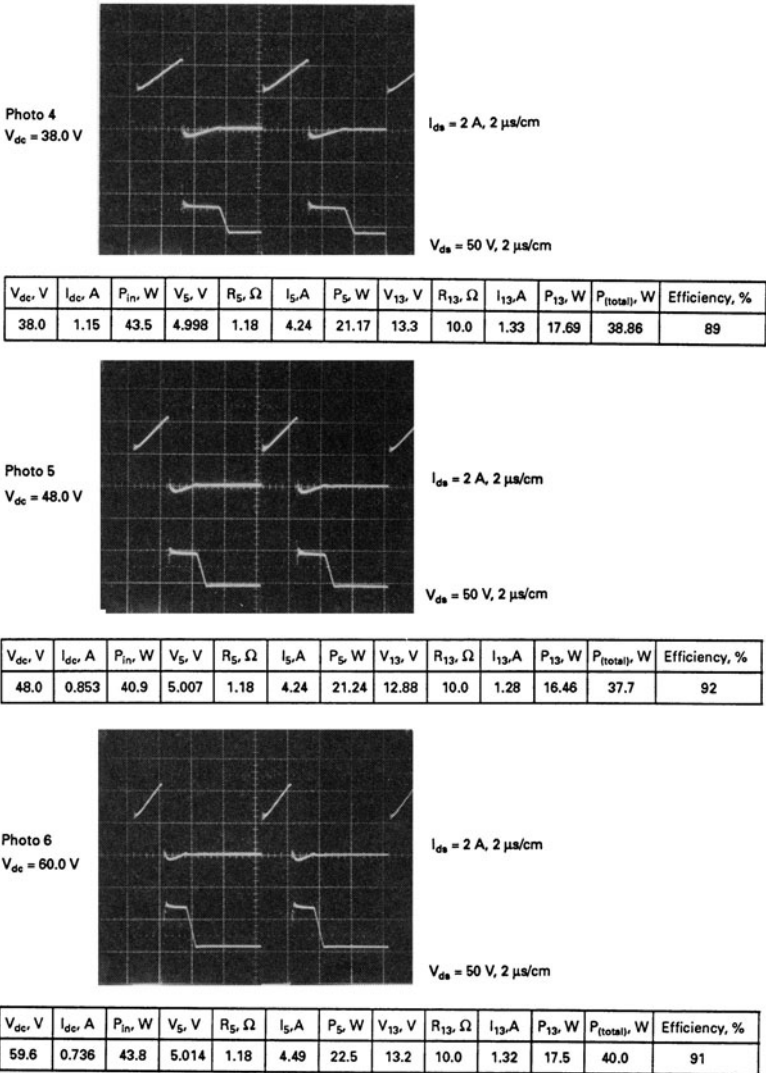 Photo 4
V_dc = 38.0 V
I_ds = 2 A, 2 µs/cm
V_ds = 50 V, 2 µs/cm
V_dc, V I_dc, A P_in, W V_5, V R_5, Ω I_5, A P_5, W V_13, V R_13, Ω I_13, A P_13, W P_(total), W Efficiency, %
38.0 1.15 43.5 4.998 1.18 4.24 21.17 13.3 10.0 1.33 17.69 38.86 89
Photo 5
V_dc = 48.0 V
I_ds = 2 A, 2 µs/cm
V_ds = 50 V, 2 µs/cm
V_dc, V I_dc, A P_in, W V_5, V R_5, Ω I_5, A P_5, W V_13, V R_13, Ω I_13, A P_13, W P_(total), W Efficiency, %
48.0 0.853 40.9 5.007 1.18 4.24 21.24 12.88 10.0 1.28 16.46 37.7 92
Photo 6
V_dc = 60.0 V
I_ds = 2 A, 2 µs/cm
V_ds = 50 V, 2 µs/cm
V_dc, V I_dc, A P_in, W V_5, V R_5, Ω I_5, A P_5, W V_13, V R_13, Ω I_13, A P_13, W P_(total), W Efficiency, %
59.6 0.736 43.8 5.014 1.18 4.49 22.5 13.2 10.0 1.32 17.5 40.0 91